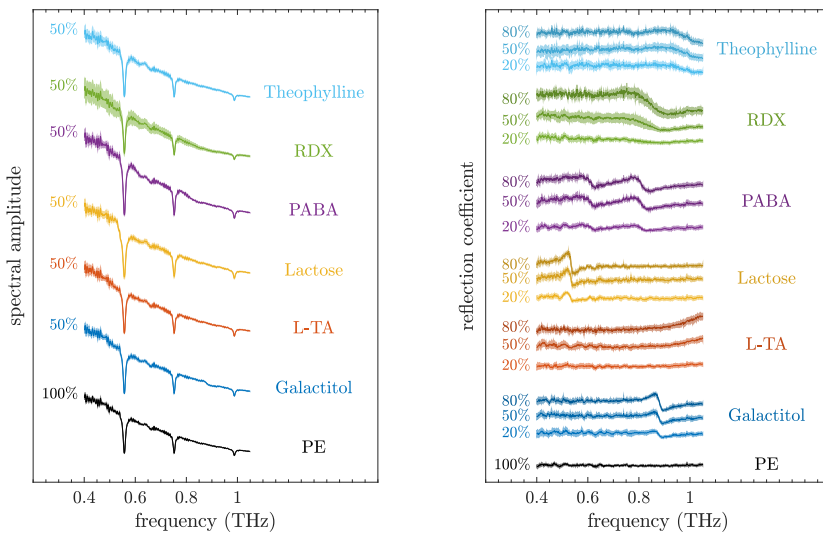 spectral amplitude
50%
Theophylline
50%
RDX
50%
PABA
50%
Lactose
50%
L-TA
50%
Galactitol
100%
PE
0.4 0.6 0.8 1
frequency (THz)
reflection coefficient
80%
50%
Theophylline
20%
80%
50%
RDX
20%
80%
50%
PABA
20%
80%
50%
Lactose
20%
80%
50%
L-TA
20%
80%
50%
Galactitol
20%
100%
PE
0.4 0.6 0.8 1
frequency (THz)